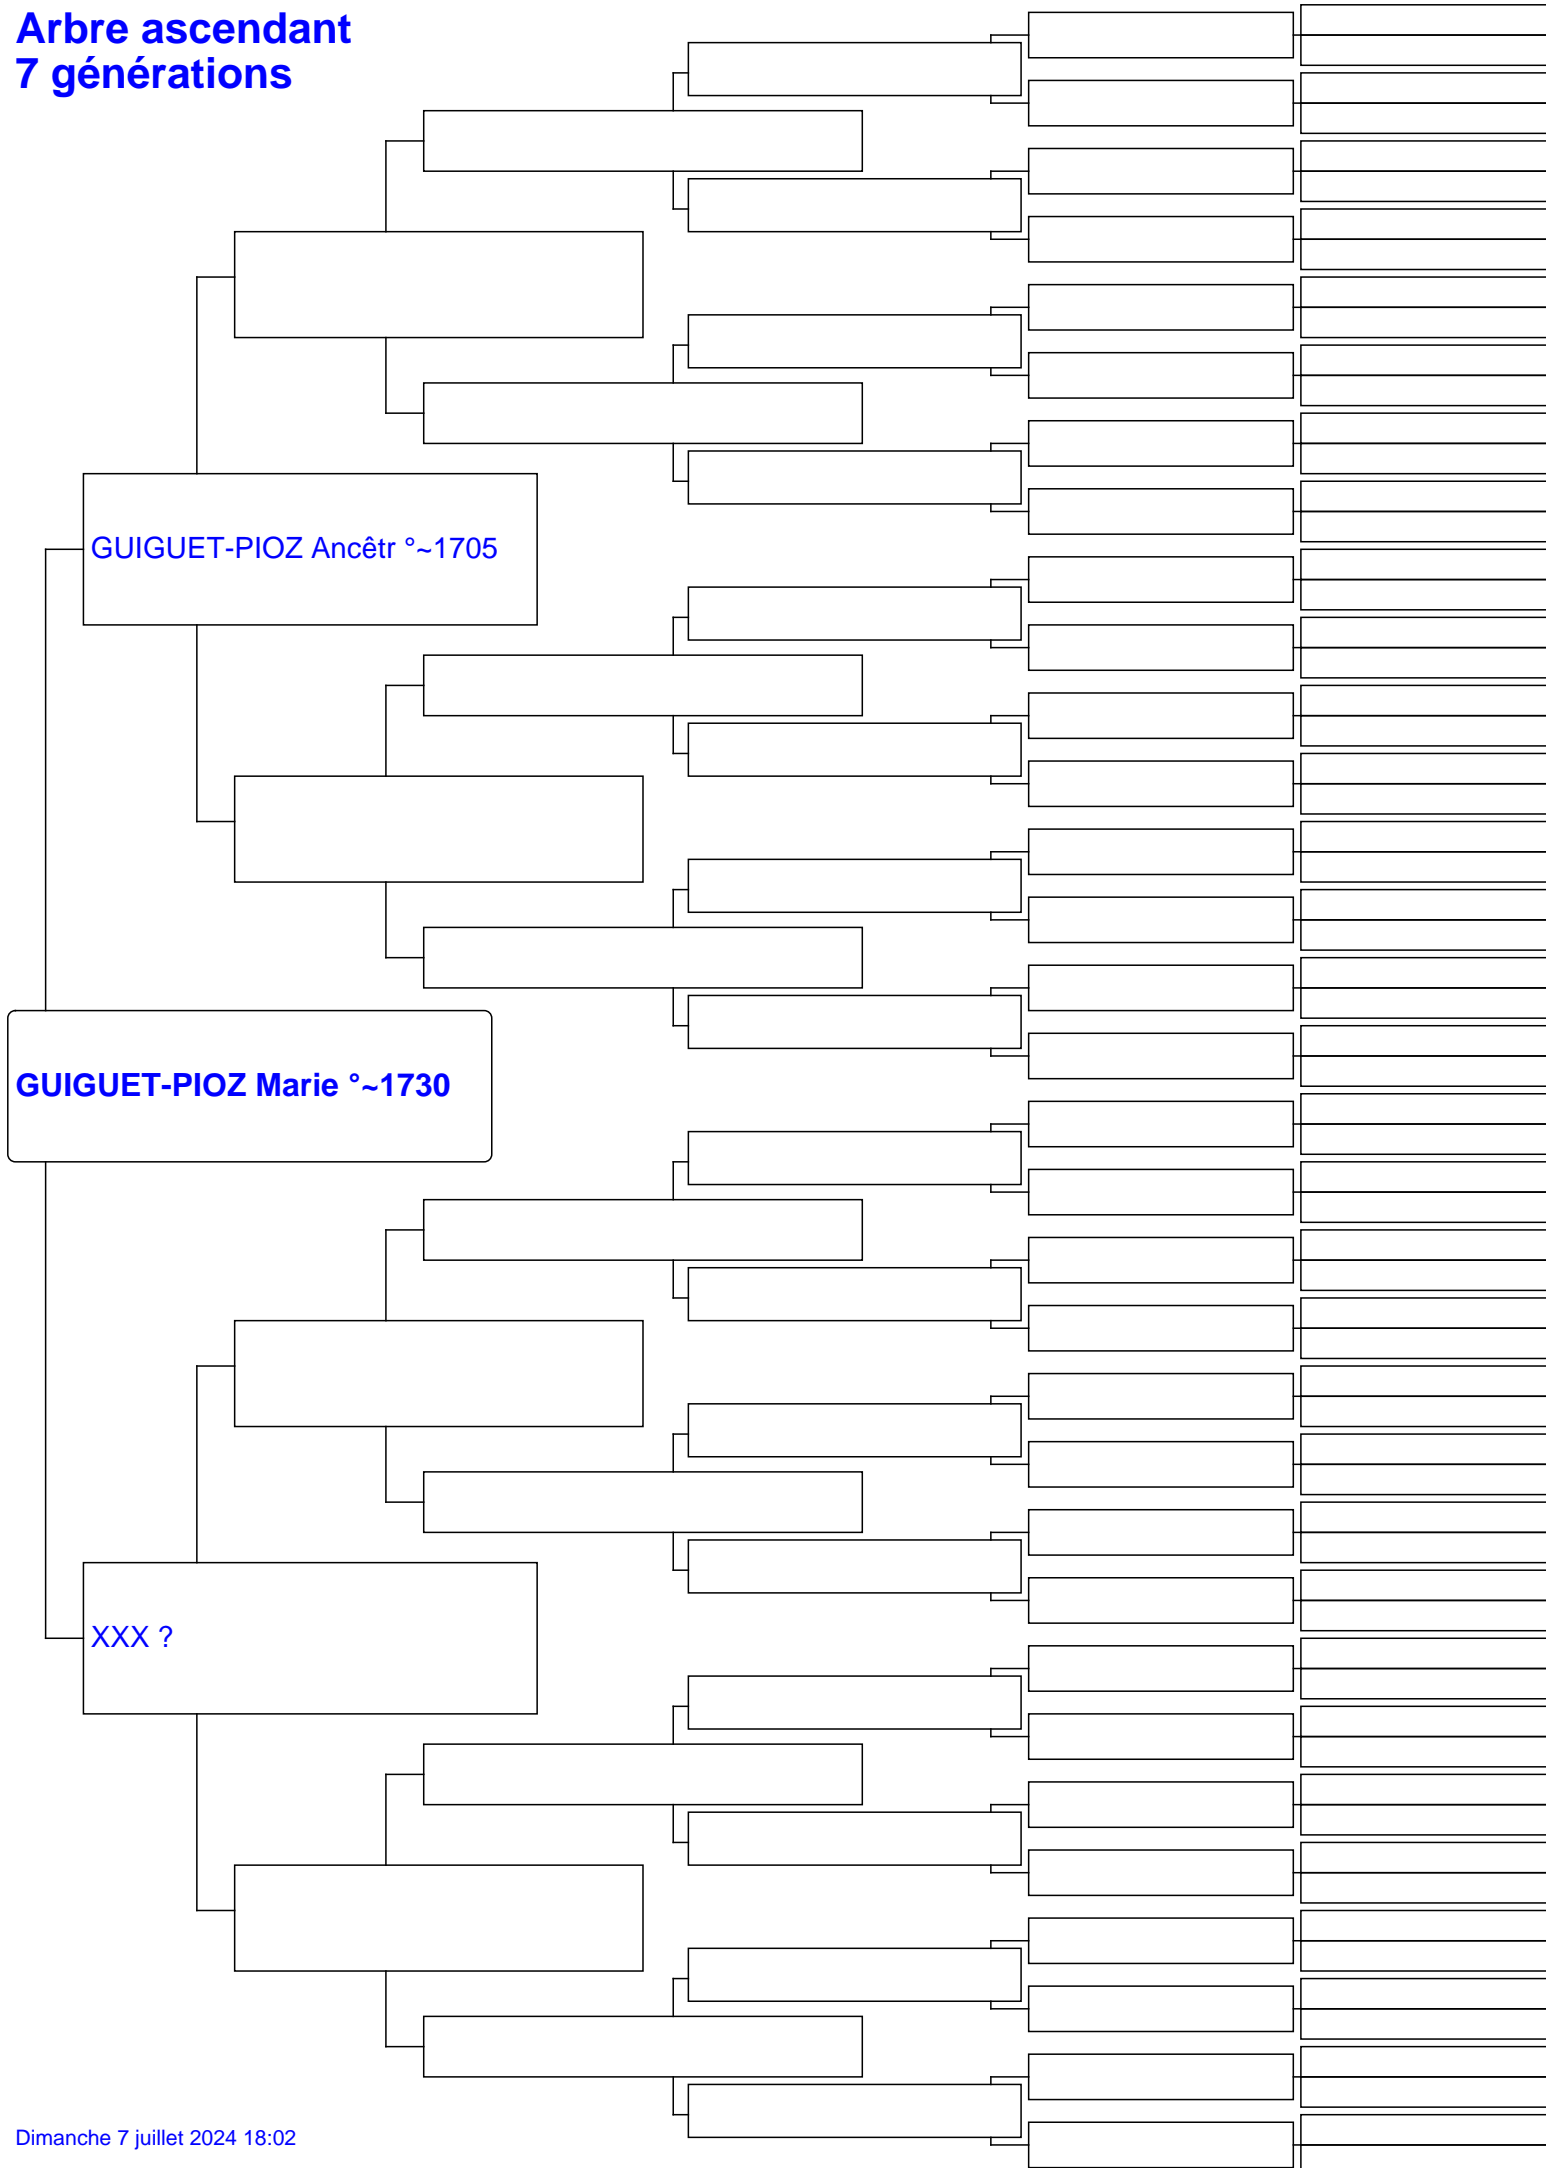 Arbre ascendant
7 générations
GUIGUET-PIOZ Ancêtr °~1705
GUIGUET-PIOZ Marie °~1730
XXX ?
Dimanche 7 juillet 2024 18:02